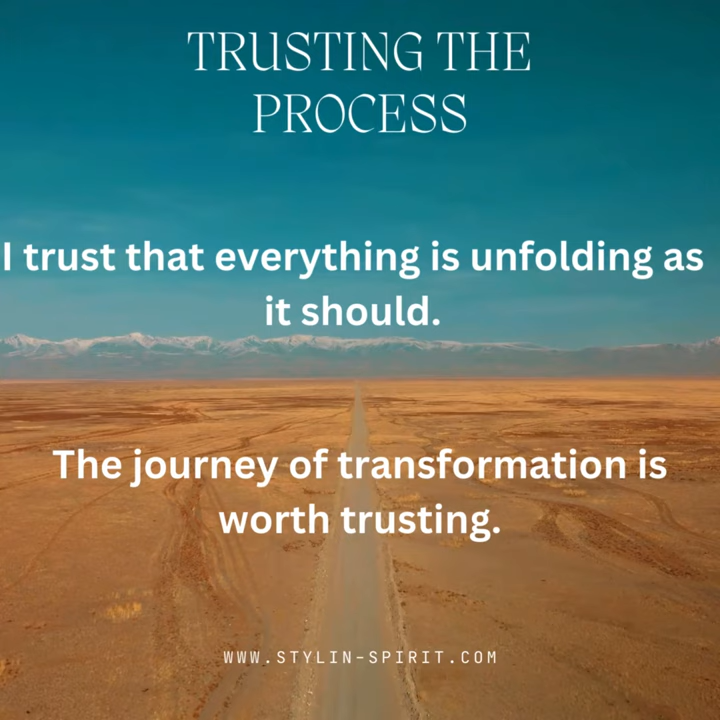 TRUSTING THE
PROCESS
I trust that everything is unfolding as
it should.
The journey of transformation is
worth trusting.
WWW.STYLIN-SPIRIT.COM